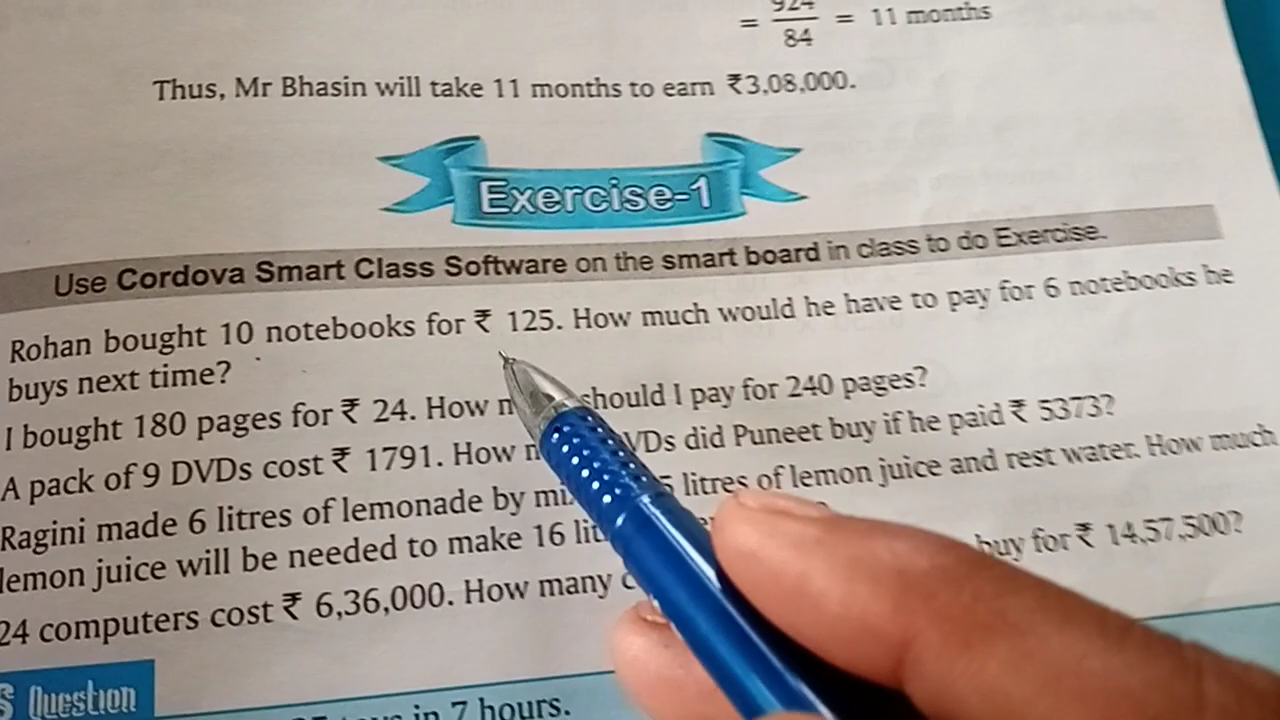 = 924/84 = 11 months
Thus, Mr Bhasin will take 11 months to earn ₹3,08,000.
Exercise-1
Use Cordova Smart Class Software on the smart board in class to do Exercise.
Rohan bought 10 notebooks for ₹ 125. How much would he have to pay for 6 notebooks he
buys next time?
I bought 180 pages for ₹ 24. How should I pay for 240 pages?
A pack of 9 DVDs cost ₹ 1791. How DVDs did Puneet buy if he paid ₹ 5373?
Ragini made 6 litres of lemonade by litres of lemon juice and rest water. How much
lemon juice will be needed to make 16
24 computers cost ₹ 6,36,000. How many buy for ₹ 14,57,500?
Question
in 7 hours.